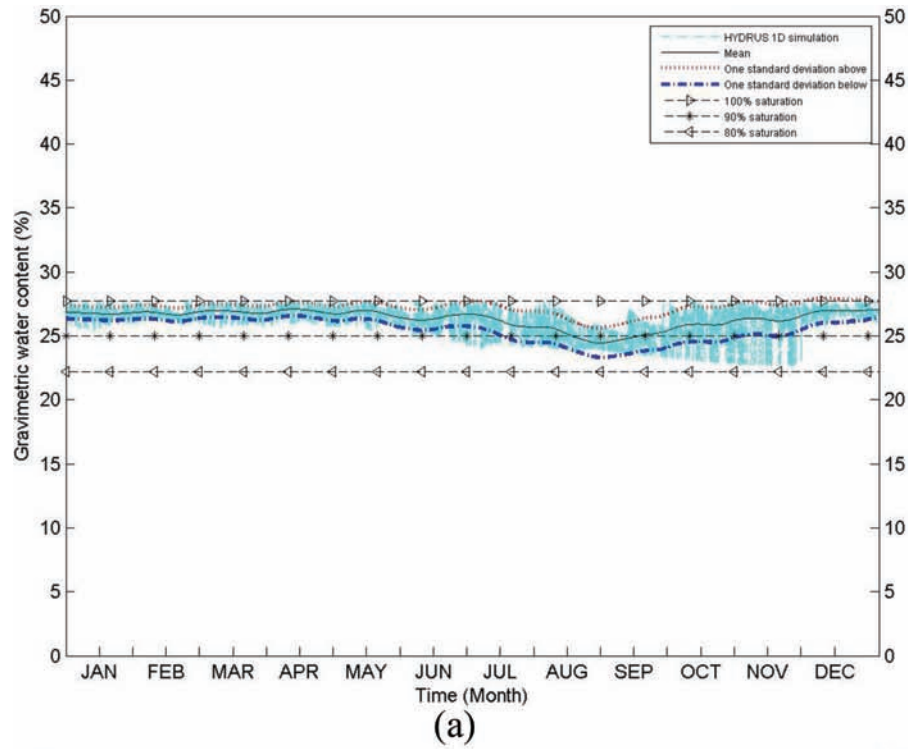 50
45
40
35
30
25
20
15
10
5
0
50
45
40
35
30
25
20
15
10
5
0
HYDRUS 1D simulation
Mean
One standard deviation above
One standard deviation below
100% saturation
90% saturation
80% saturation
Gravimetric water content (%)
JAN FEB MAR APR MAY JUN JUL AUG SEP OCT NOV DEC
Time (Month)
(a)